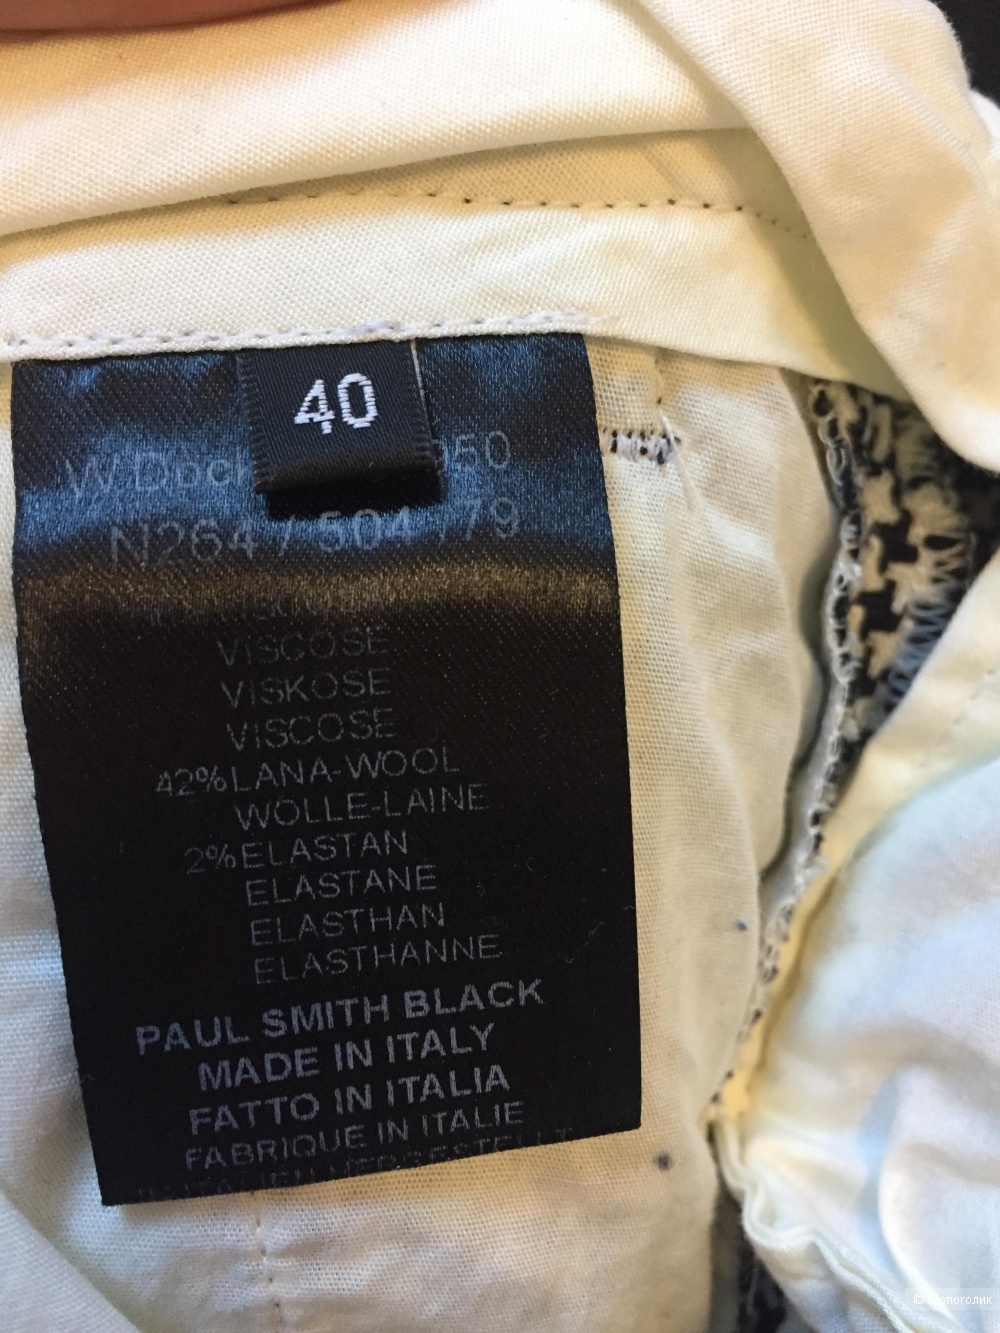 40
50
N264 / 504 79
VISCOSE
VISKOSE
VISCOSE
42% LANA-WOOL
WOLLE-LAINE
2% ELASTAN
ELASTANE
ELASTHAN
ELASTHANNE
PAUL SMITH BLACK
MADE IN ITALY
FATTO IN ITALIA
FABRIQUE IN ITALIE